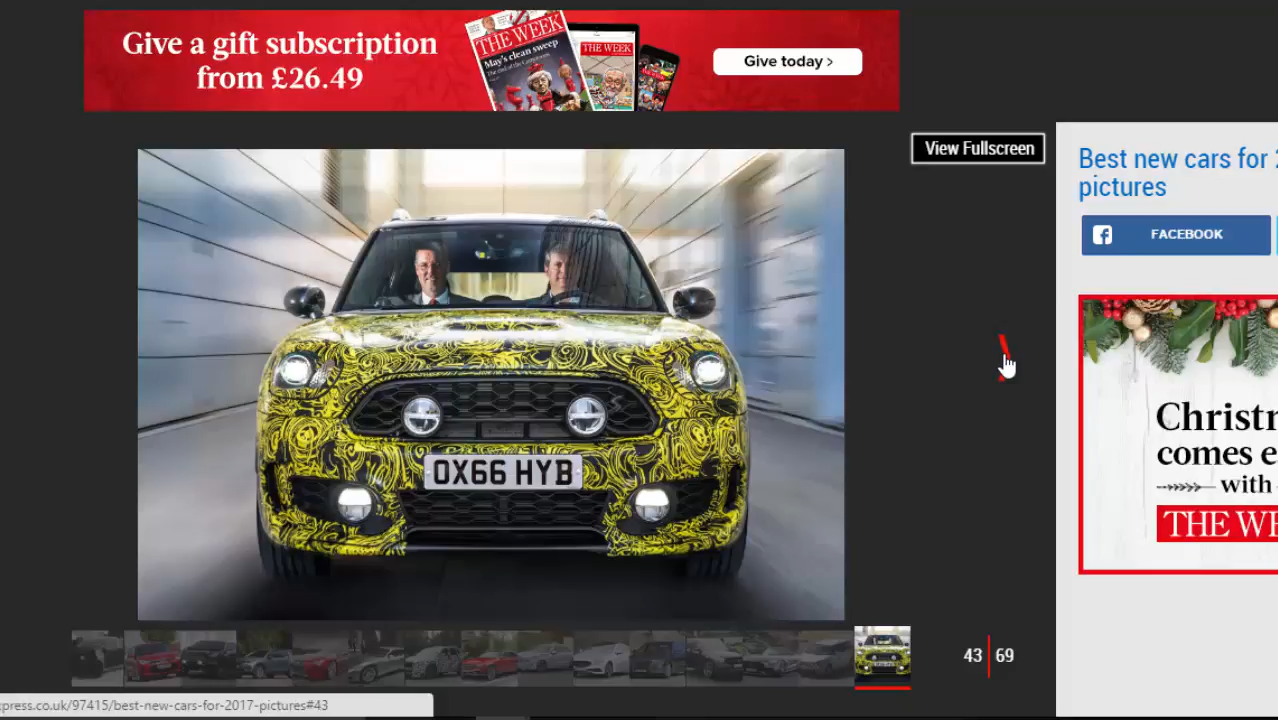 Give a gift subscription
from £26.49
THE WEEK
May's clean sweep
THE WEEK
Give today >
View Fullscreen
Best new cars for
pictures
FACEBOOK
OX66 HYB
Christ
comes e
with
THE WE
43 69
press.co.uk/97415/best-new-cars-for-2017-pictures#43